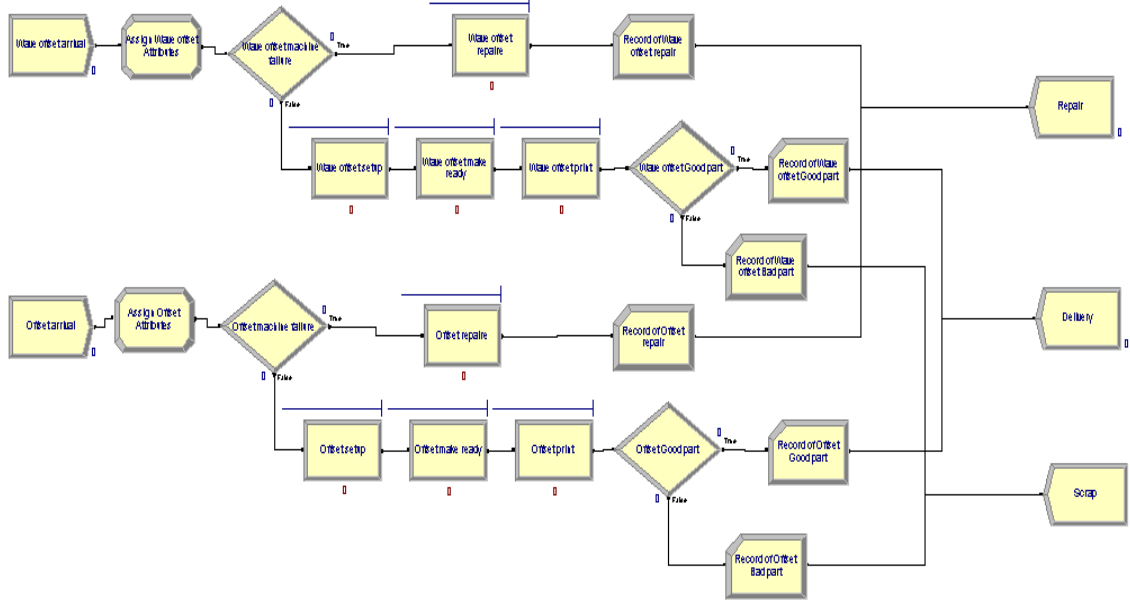 Wave offset arrival
Assign Wave offset
Attributes
Wave offset machine
failure
True
False
Wave offset
repaire
Record of Wave
offset repair
Repair
Wave offset setup
Wave offset make
ready
Wave offset print
Wave offset Good part
True
False
Record of Wave
offset Good part
Record of Wave
offset Bad part
Offset arrival
Assign Offset
Attributes
Offset machine failure
True
False
Offset repaire
Record of Offset
repair
Delivery
Offset setup
Offset make ready
Offset print
Offset Good part
True
False
Record of Offset
Good part
Scrap
Record of Offset
Bad part